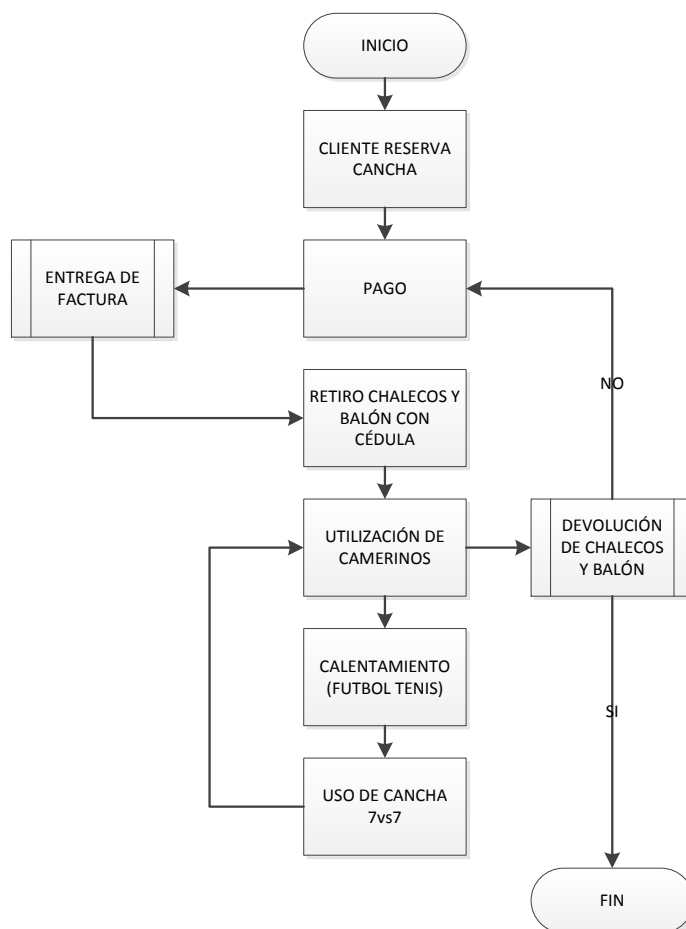 INICIO
CLIENTE RESERVA
CANCHA
PAGO
ENTREGA DE
FACTURA
NO
RETIRO CHALECOS Y
BALÓN CON
CÉDULA
UTILIZACIÓN DE
CAMERINOS
DEVOLUCIÓN
DE CHALECOS
Y BALÓN
CALENTAMIENTO
(FUTBOL TENIS)
SI
USO DE CANCHA
7vs7
FIN